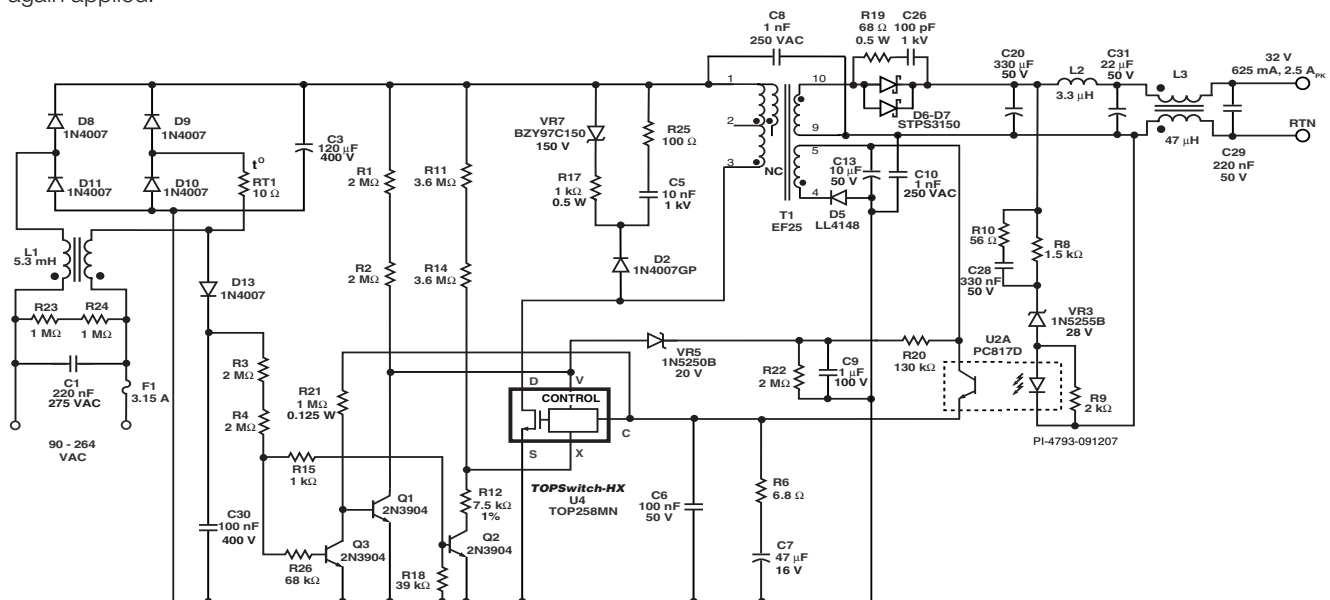 again applied.
C8
1 nF
250 VAC
R19
68 Ω
0.5 W
C26
100 pF
1 kV
C20
330 µF
50 V
C31
22 µF
50 V
L2
3.3 µH
L3
47 µH
32 V
625 mA, 2.5 APK
RTN
C29
220 nF
50 V
D8
1N4007
D9
1N4007
D11
1N4007
D10
1N4007
C3
120 µF
400 V
tO
RT1
10 Ω
R1
2 MΩ
R11
3.6 MΩ
VR7
BZY97C150
150 V
R25
100 Ω
R17
1 kΩ
0.5 W
C5
10 nF
1 kV
1
2
3
NC
10
9
5
4
D6-D7
STPS3150
T1
EF25
C13
10 µF
50 V
C10
1 nF
250 VAC
D5
LL4148
L1
5.3 mH
D13
1N4007
R2
2 MΩ
R14
3.6 MΩ
D2
1N4007GP
R10
56 Ω
R8
1.5 kΩ
C28
330 nF
50 V
VR3
1N5255B
28 V
R23
1 MΩ
R24
1 MΩ
C1
220 nF
275 VAC
F1
3.15 A
90 - 264
VAC
R3
2 MΩ
R4
2 MΩ
R21
1 MΩ
0.125 W
VR5
1N5250B
20 V
R22
2 MΩ
C9
1 µF
100 V
R20
130 kΩ
U2A
PC817D
R9
2 kΩ
PI-4793-091207
D
V
CONTROL
C
S
X
TOPSwitch-HX
U4
TOP258MN
R15
1 kΩ
C30
100 nF
400 V
R26
68 kΩ
Q3
2N3904
Q1
2N3904
R18
39 kΩ
R12
7.5 kΩ
1%
Q2
2N3904
C6
100 nF
50 V
R6
6.8 Ω
C7
47 µF
16 V